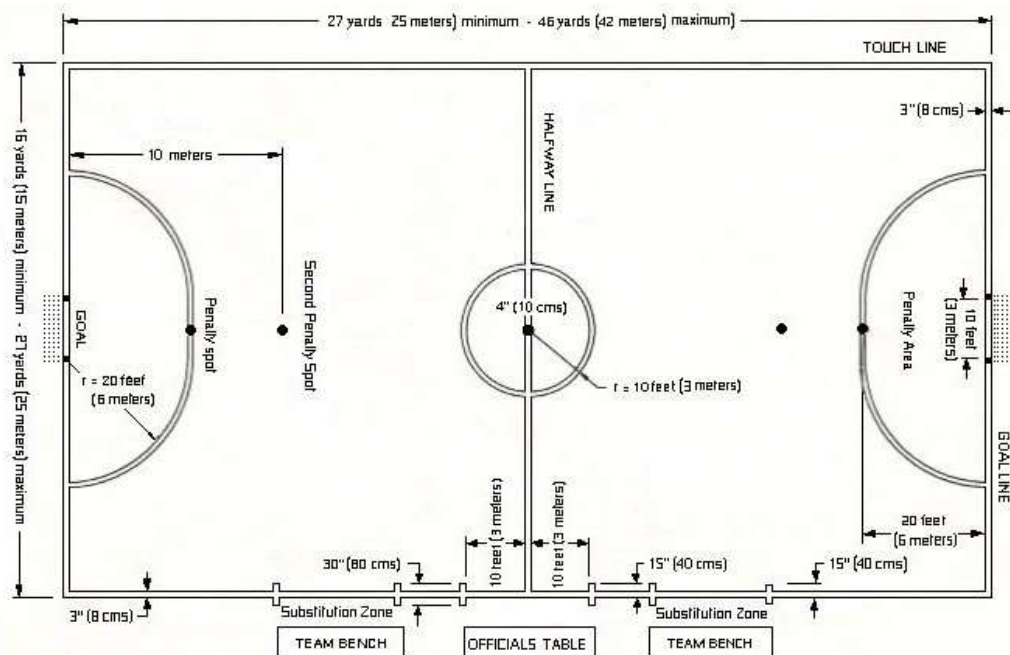 27 yards 25 meters) minimum - 46 yards (42 meters) maximum)
TOUCH LINE
3" (8 cms)
10 meters
HALFWAY LINE
16 yards (15 meters) minimum - 27 yards (25 meters) maximum
Second Penally Spot
Penally spot
GOAL
4" (10 cms)
Penally Area
10 feet
(3 meters)
r = 20 feet
(6 meters)
r = 10 feet (3 meters)
GOAL LINE
20 feet
(6 meters)
10 feet (3 meters)
10 feet (3 meters)
30" (80 cms)
15" (40 cms)
15" (40 cms)
3" (8 cms)
Substitution Zone
Substitution Zone
TEAM BENCH
OFFICIALS TABLE
TEAM BENCH